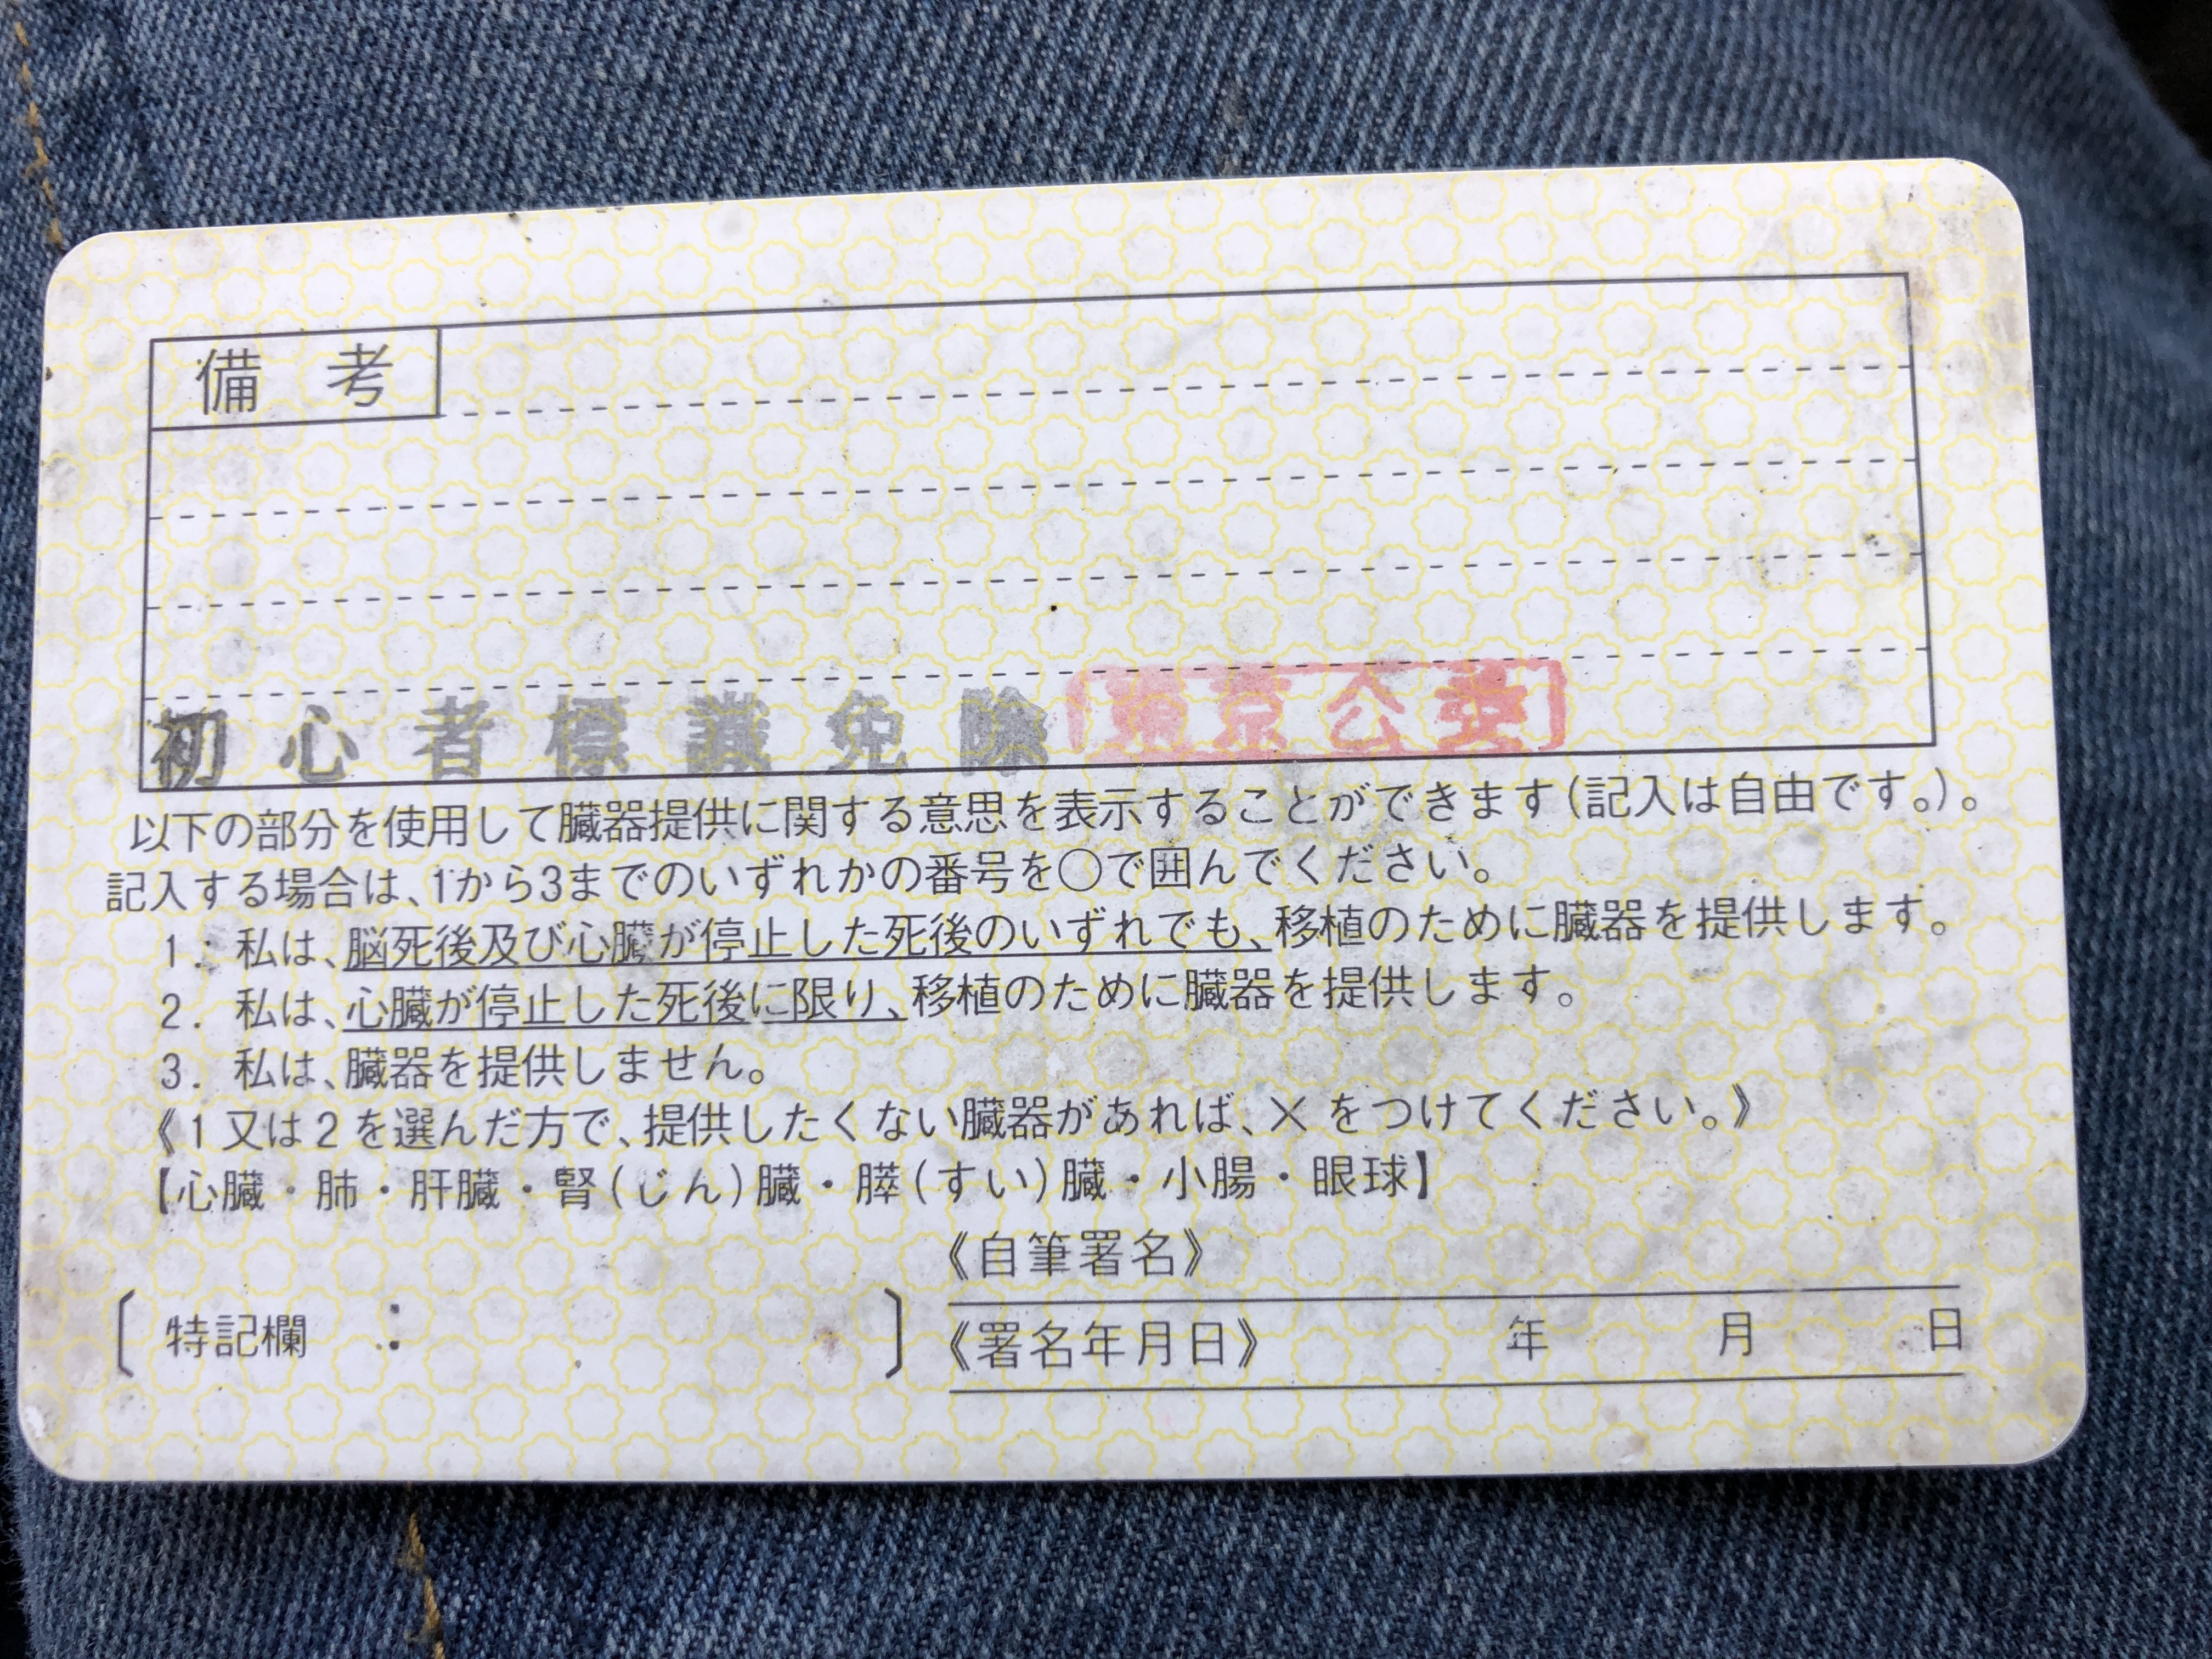 備考
初心者標識免除 東京公委
以下の部分を使用して臓器提供に関する意思を表示することができます(記入は自由です。)。
記入する場合は、1から3までのいずれかの番号を○で囲んでください。
1. 私は、脳死後及び心臓が停止した死後のいずれでも、移植のために臓器を提供します。
2. 私は、心臓が停止した死後に限り、移植のために臓器を提供します。
3. 私は、臓器を提供しません。
《1又は2を選んだ方で、提供したくない臓器があれば、×をつけてください。》
【心臓・肺・肝臓・腎(じん)臓・膵(すい)臓・小腸・眼球】
《自筆署名》
〔特記欄 : 〕
《署名年月日》 年 月 日